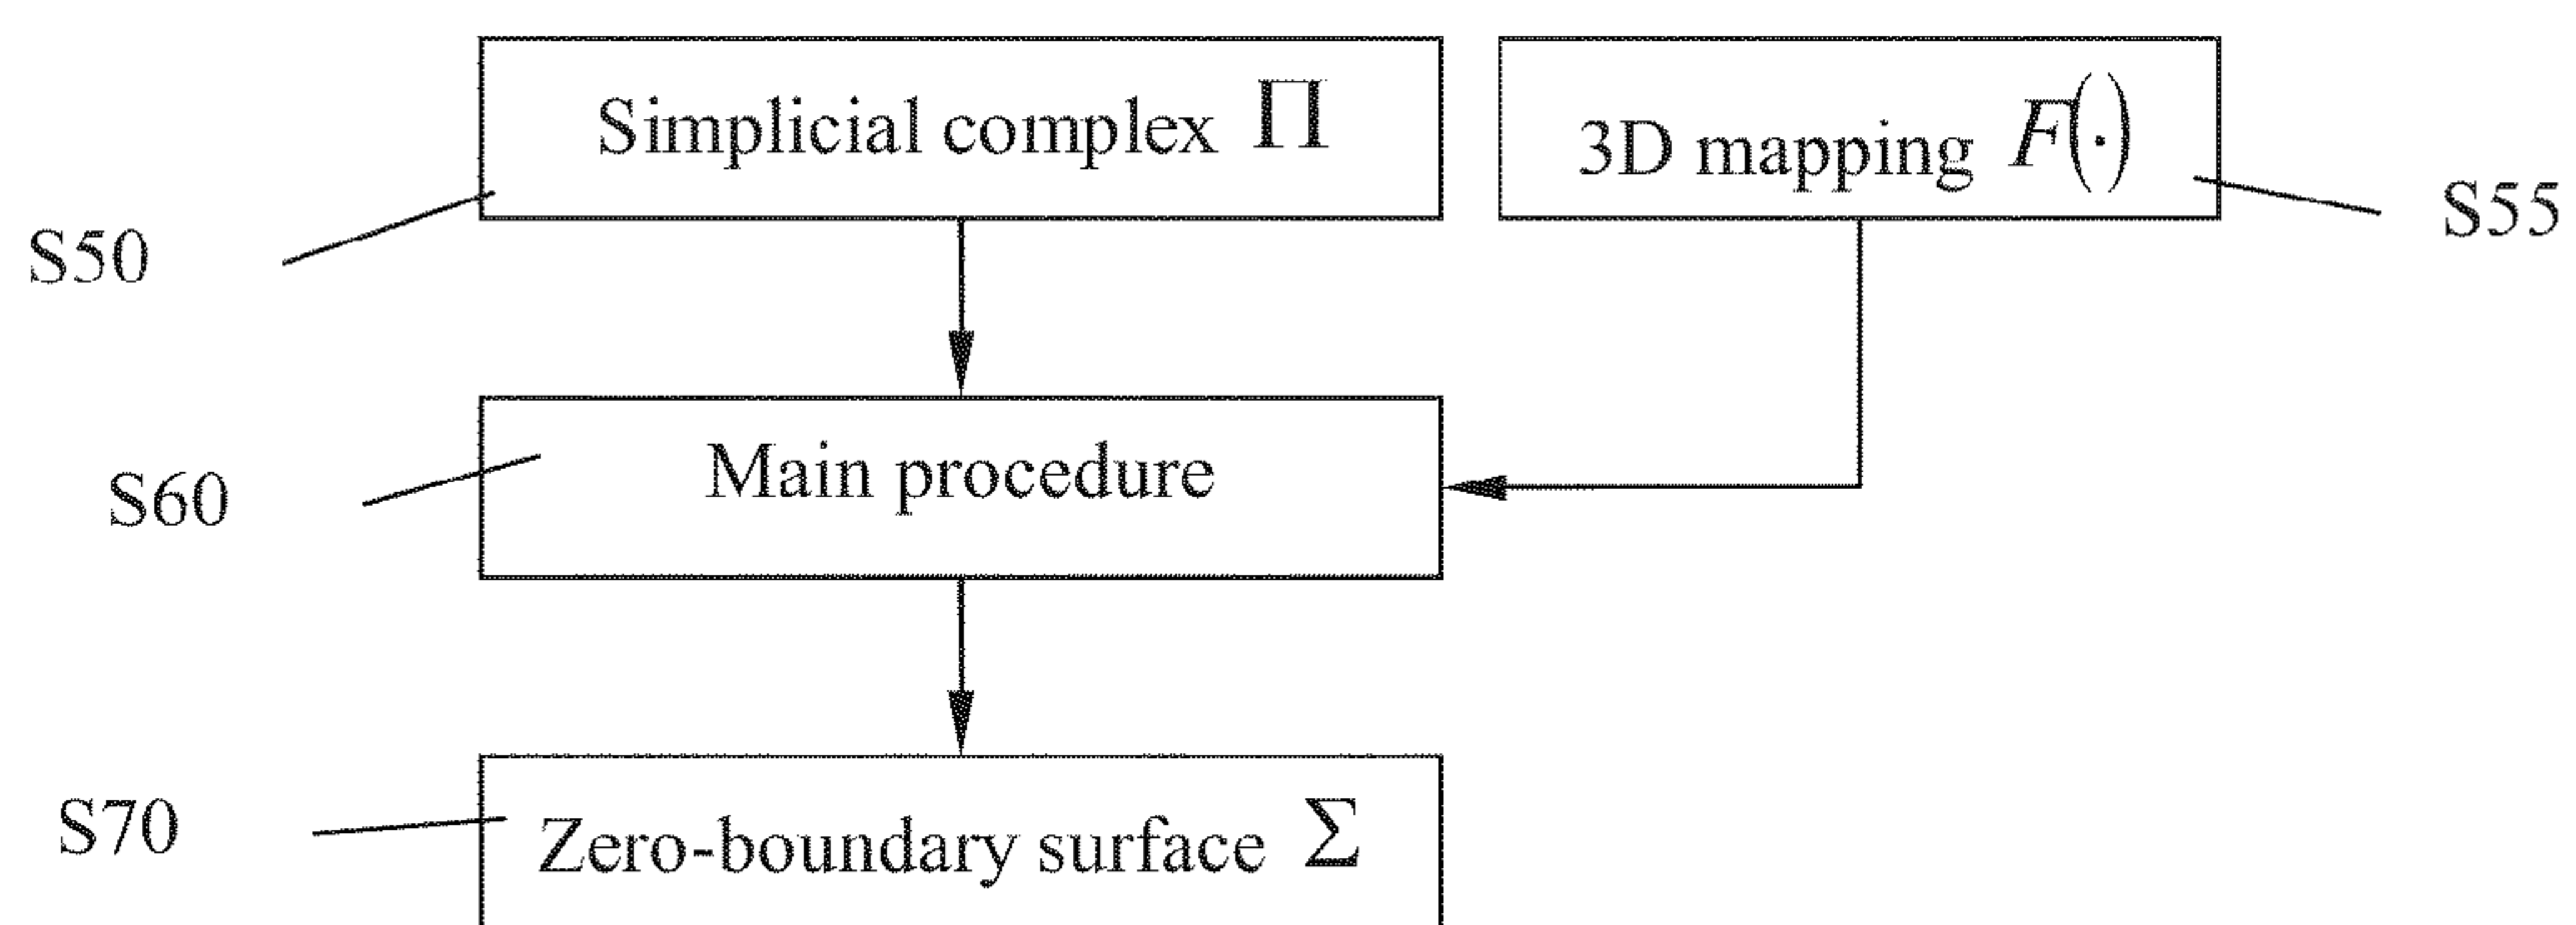 Simplicial complex Π
3D mapping F(·)
S50
S55
Main procedure
S60
Zero-boundary surface Σ
S70